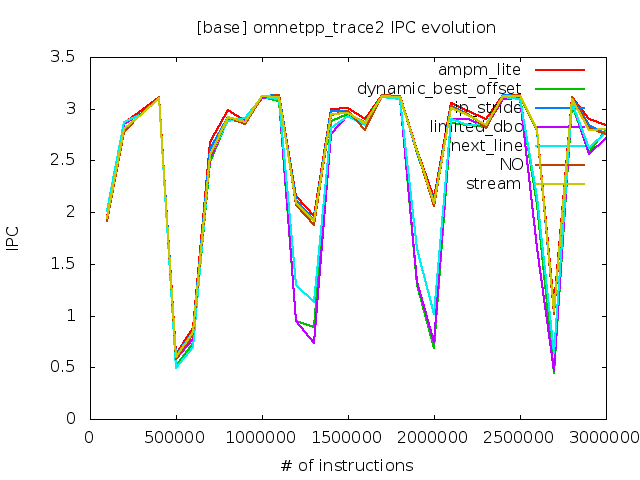 [base] omnetpp_trace2 IPC evolution
3.5
3
2.5
2
1.5
1
0.5
0
IPC
ampm_lite
dynamic_best_offset
ip_stride
limited_dbo
next_line
NO
stream
0
500000
1000000
1500000
2000000
2500000
3000000
# of instructions